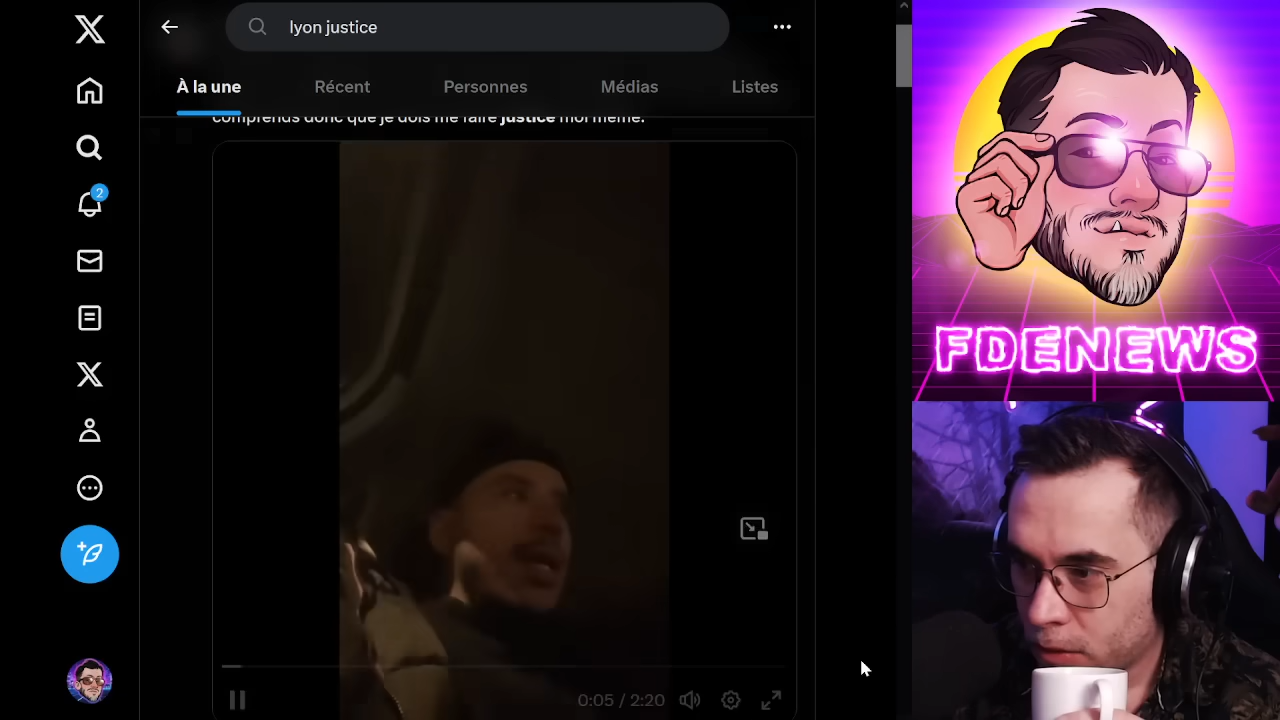 lyon justice
À la une
Récent
Personnes
Médias
Listes
comprends donc que je dois me faire justice moi même.
2
0:05 / 2:20
FDENEWS